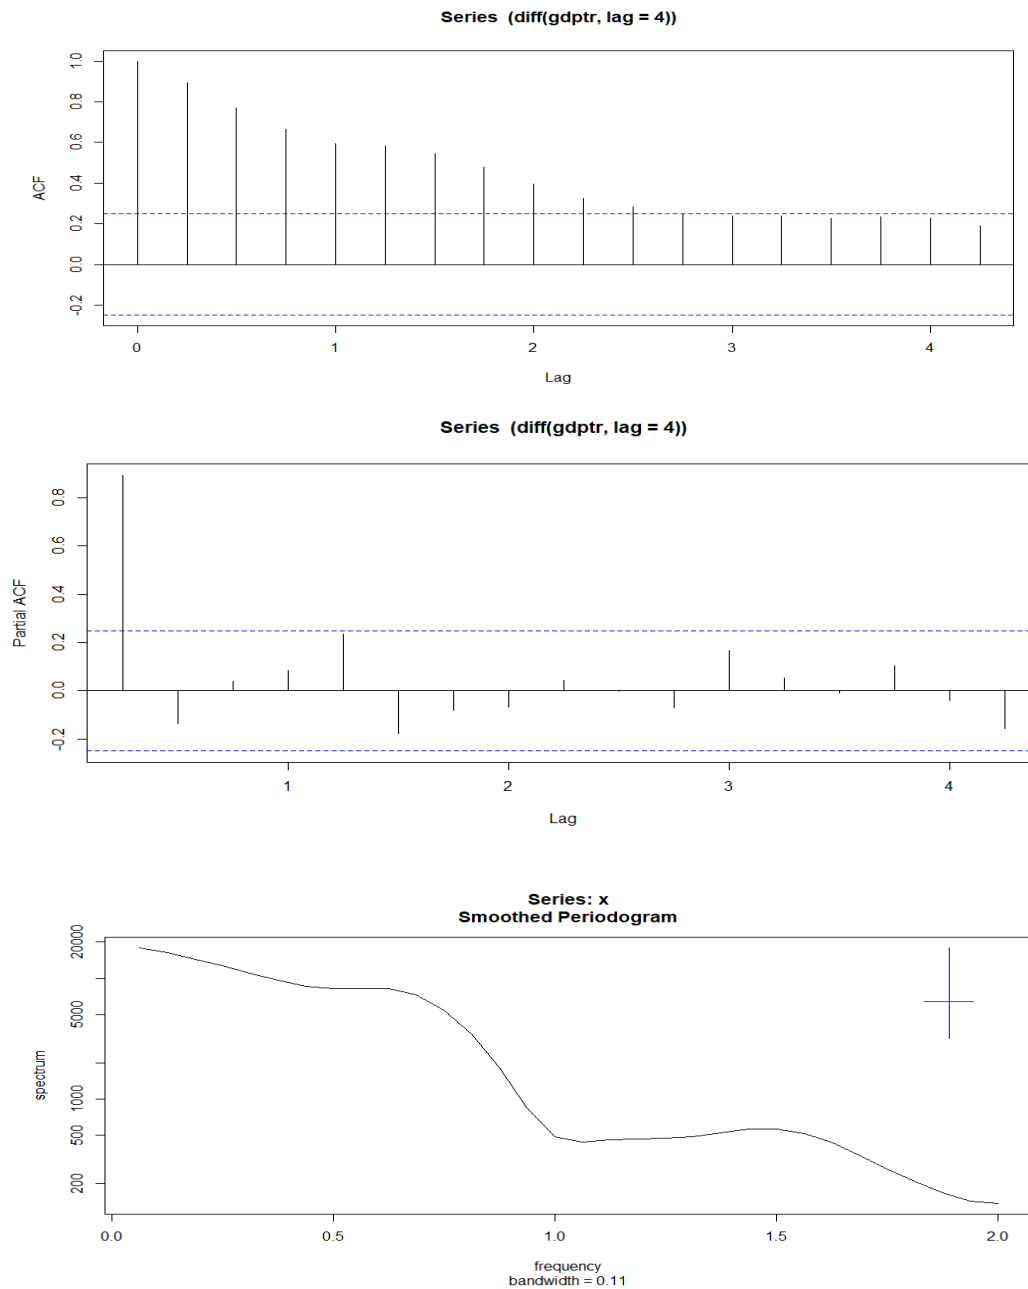 Series (diff(gdptr, lag = 4))
ACF
1.0
0.8
0.6
0.4
0.2
0.0
-0.2
0 1 2 3 4
Lag
Series (diff(gdptr, lag = 4))
Partial ACF
0.8
0.6
0.4
0.2
0.0
-0.2
1 2 3 4
Lag
Series: x
Smoothed Periodogram
spectrum
20000
5000
1000
500
200
0.0 0.5 1.0 1.5 2.0
frequency
bandwidth = 0.11